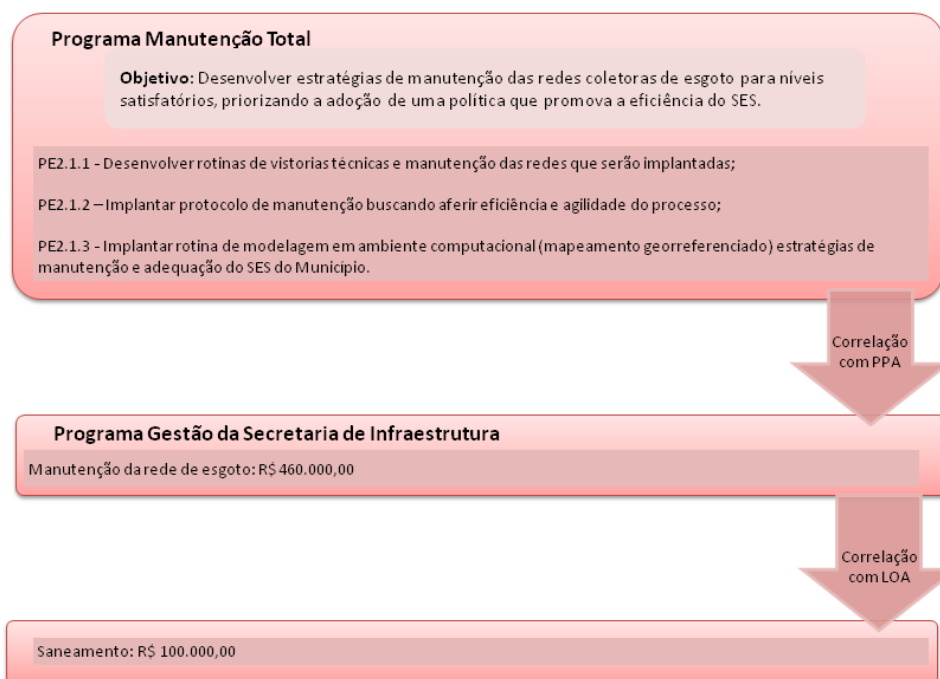 Programa Manutenção Total
Objetivo: Desenvolver estratégias de manutenção das redes coletoras de esgoto para níveis
satisfatórios, priorizando a adoção de uma política que promova a eficiência do SES.
PE2.1.1 - Desenvolver rotinas de vistorias técnicas e manutenção das redes que serão implantadas;
PE2.1.2 – Implantar protocolo de manutenção buscando aferir eficiência e agilidade do processo;
PE2.1.3 - Implantar rotina de modelagem em ambiente computacional (mapeamento georreferenciado) estratégias de
manutenção e adequação do SES do Município.
Correlação
com PPA
Programa Gestão da Secretaria de Infraestrutura
Manutenção da rede de esgoto: R$ 460.000,00
Correlação
com LOA
Saneamento: R$ 100.000,00